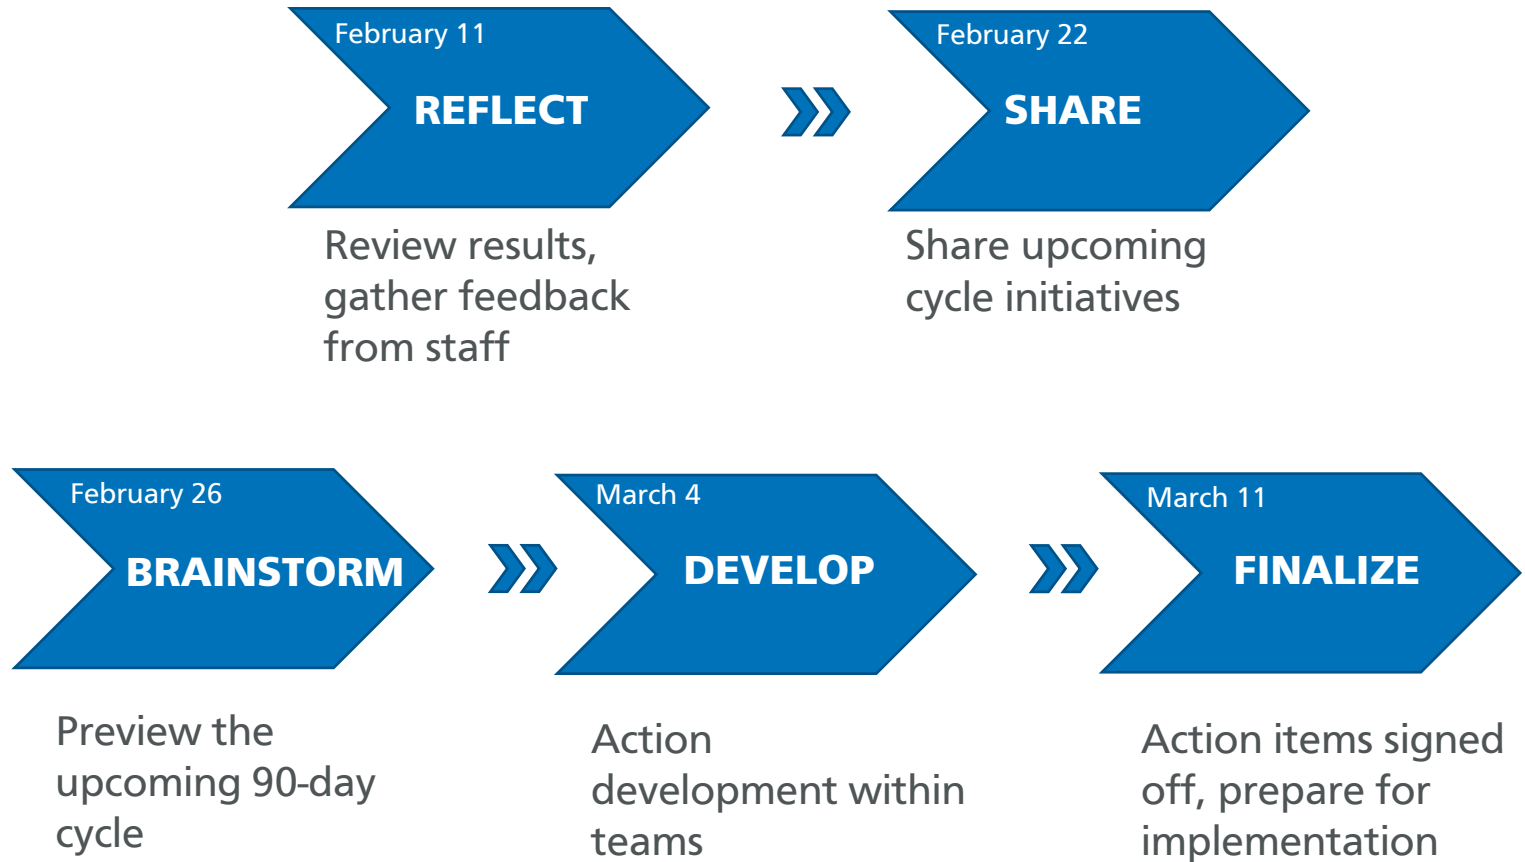 February 11
REFLECT
Review results,
gather feedback
from staff
February 22
SHARE
Share upcoming
cycle initiatives
February 26
BRAINSTORM
Preview the
upcoming 90-day
cycle
March 4
DEVELOP
Action
development within
teams
March 11
FINALIZE
Action items signed
off, prepare for
implementation